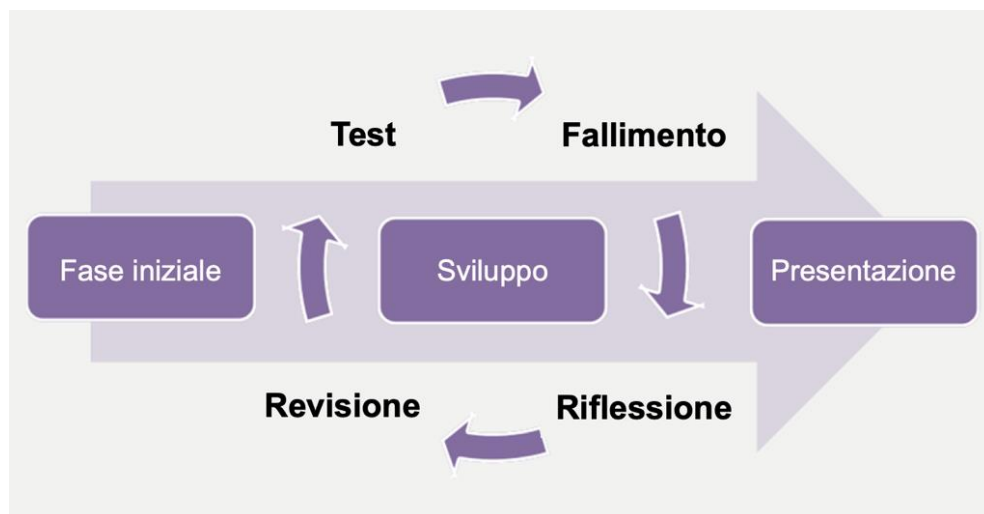 Test
Fallimento
Fase iniziale
Sviluppo
Presentazione
Revisione
Riflessione